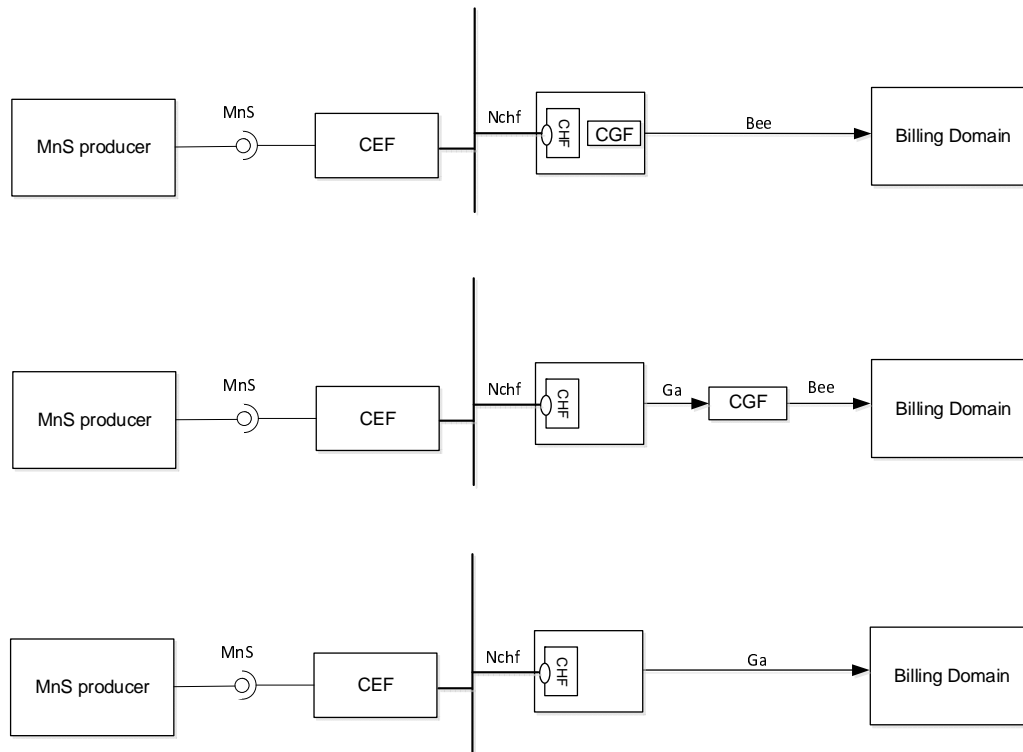 MnS producer
MnS
CEF
Nchf
CHF
CGF
Bee
Billing Domain
MnS producer
MnS
CEF
Nchf
CHF
Ga
CGF
Bee
Billing Domain
MnS producer
MnS
CEF
Nchf
CHF
Ga
Billing Domain